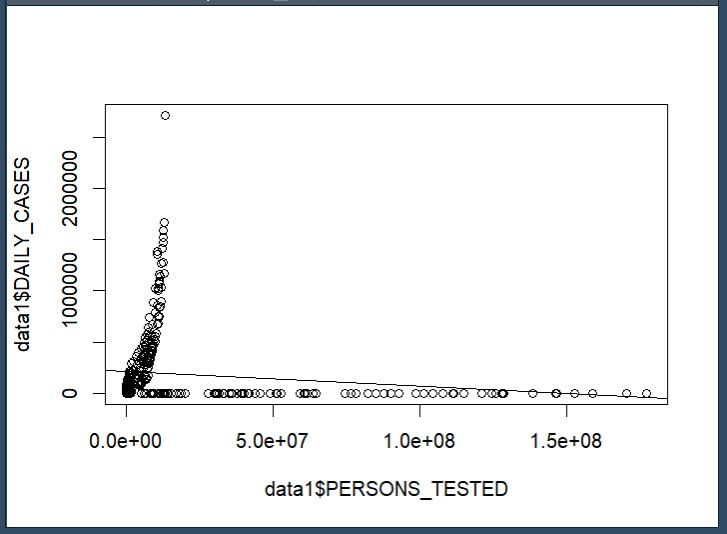 data1$DAILY_CASES
2000000
1000000
0
0.0e+00 5.0e+07 1.0e+08 1.5e+08
data1$PERSONS_TESTED